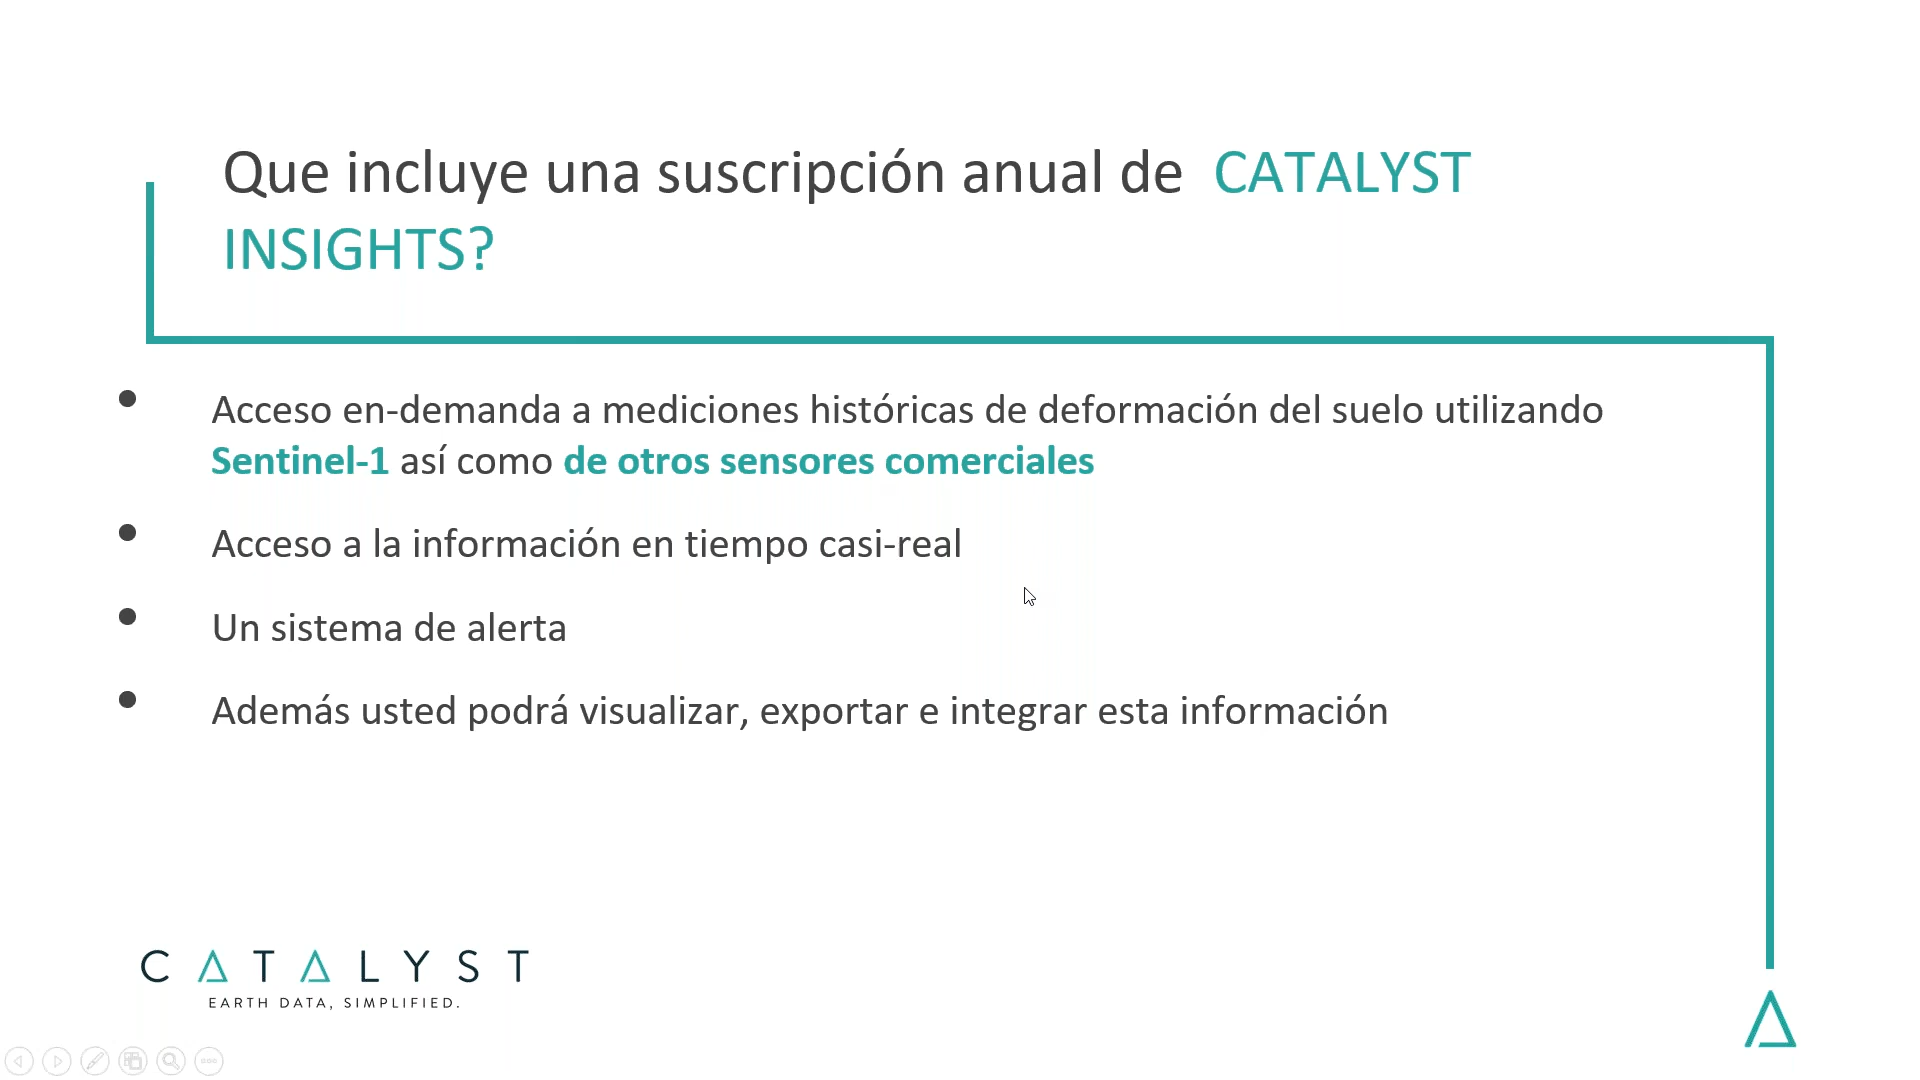 Que incluye una suscripción anual de CATALYST
INSIGHTS?
Acceso en-demanda a mediciones históricas de deformación del suelo utilizando
Sentinel-1 así como de otros sensores comerciales
Acceso a la información en tiempo casi-real
Un sistema de alerta
Además usted podrá visualizar, exportar e integrar esta información
CATALYST
EARTH DATA, SIMPLIFIED.